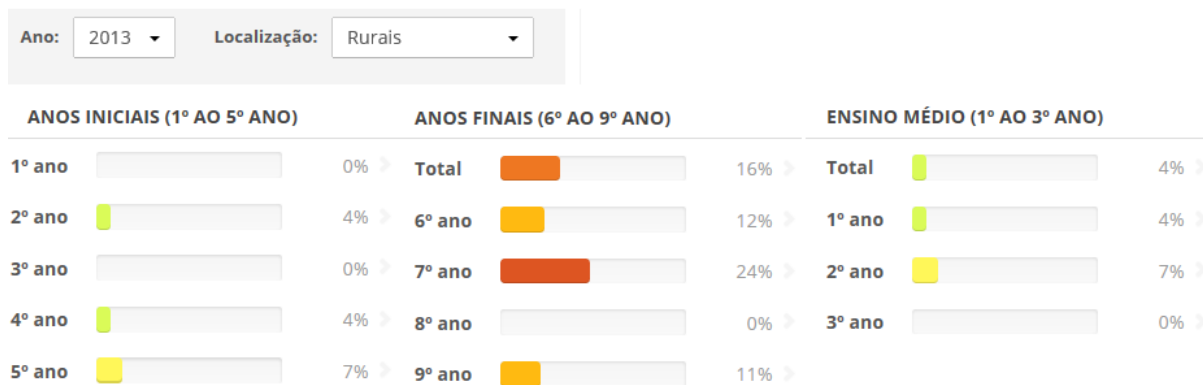 Ano: 2013 Localização: Rurais
ANOS INICIAIS (1º AO 5º ANO)
1º ano 0%
2º ano 4%
3º ano 0%
4º ano 4%
5º ano 7%
ANOS FINAIS (6º AO 9º ANO)
Total 16%
6º ano 12%
7º ano 24%
8º ano 0%
9º ano 11%
ENSINO MÉDIO (1º AO 3º ANO)
Total 4%
1º ano 4%
2º ano 7%
3º ano 0%